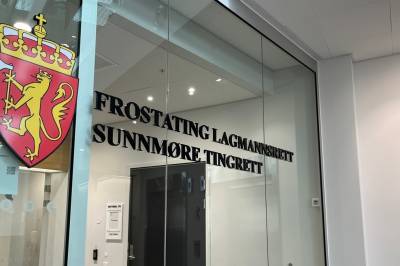 FROSTATING LAGMANNSRETT
SUNNMØRE TINGRETT